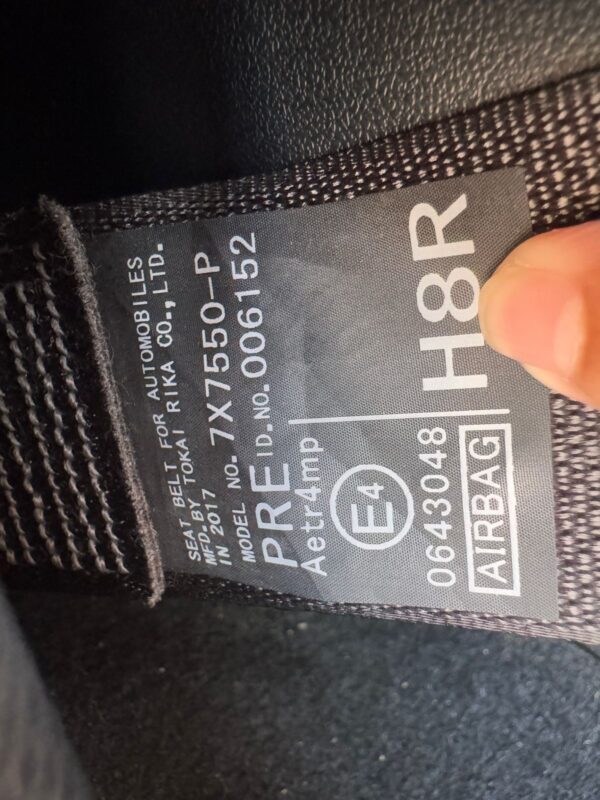 SEAT BELT FOR AUTOMOBILES
MFD.BY TOKAI RIKA CO., LTD.
IN 2017
MODEL NO. 7X7550-P
PRE ID.NO. 006152
Aetr4mp
E4
0643048
AIRBAG
H8R